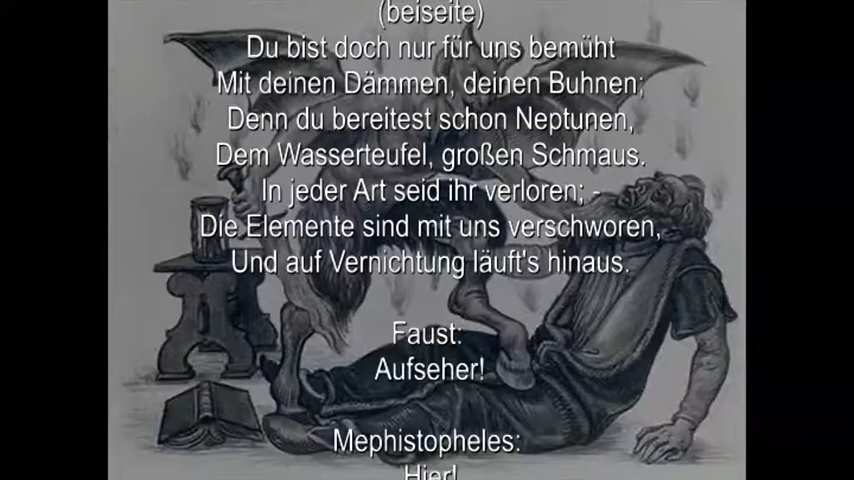 (beiseite)
Du bist doch nur für uns bemüht
Mit deinen Dämmen, deinen Buhnen;
Denn du bereitest schon Neptunen,
Dem Wasserteufel, großen Schmaus.
In jeder Art seid ihr verloren; -
Die Elemente sind mit uns verschworen,
Und auf Vernichtung läuft's hinaus.
Faust:
Aufseher!
Mephistopheles:
Hier!